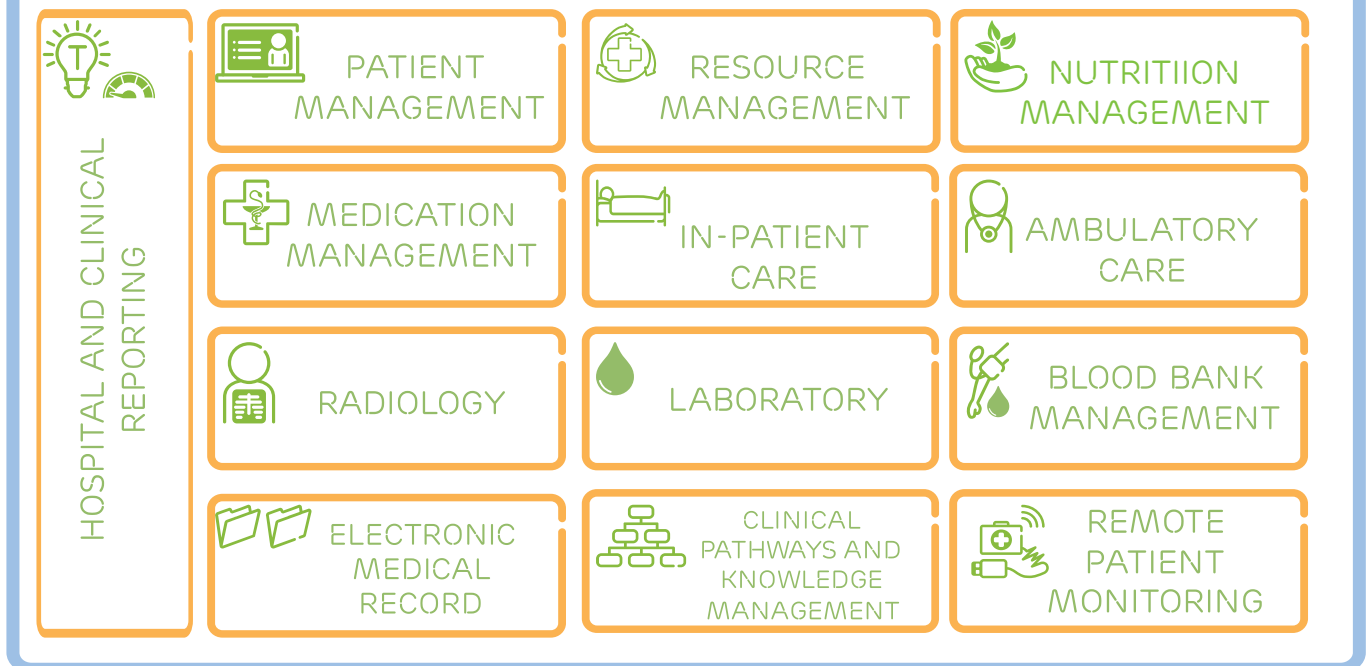 HOSPITAL AND CLINICAL
REPORTING
PATIENT
MANAGEMENT
RESOURCE
MANAGEMENT
NUTRITIION
MANAGEMENT
MEDICATION
MANAGEMENT
IN-PATIENT
CARE
AMBULATORY
CARE
RADIOLOGY
LABORATORY
BLOOD BANK
MANAGEMENT
ELECTRONIC
MEDICAL
RECORD
CLINICAL
PATHWAYS AND
KNOWLEDGE
MANAGEMENT
REMOTE
PATIENT
MONITORING